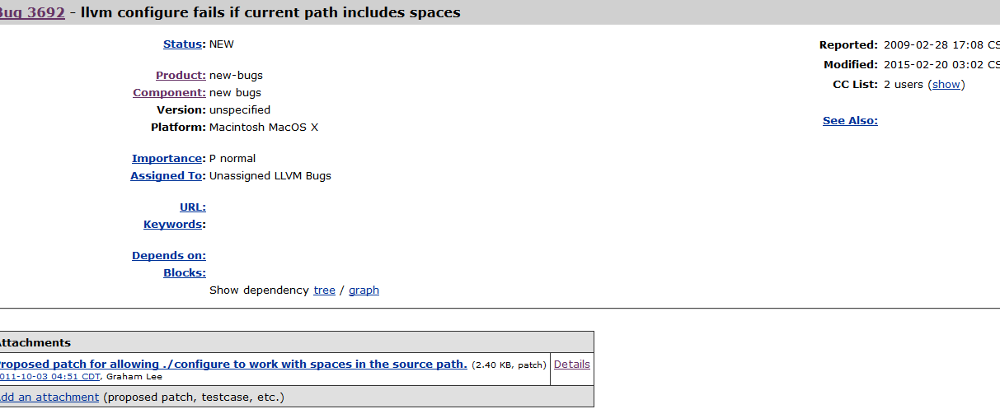 Bug 3692 - llvm configure fails if current path includes spaces
Status: NEW
Reported: 2009-02-28 17:08 CS
Modified: 2015-02-20 03:02 CS
CC List: 2 users (show)
See Also:
Product: new-bugs
Component: new bugs
Version: unspecified
Platform: Macintosh MacOS X
Importance: P normal
Assigned To: Unassigned LLVM Bugs
URL:
Keywords:
Depends on:
Blocks:
Show dependency tree / graph
Attachments
Proposed patch for allowing ./configure to work with spaces in the source path. (2.40 KB, patch) Details
011-10-03 04:51 CDT, Graham Lee
Add an attachment (proposed patch, testcase, etc.)